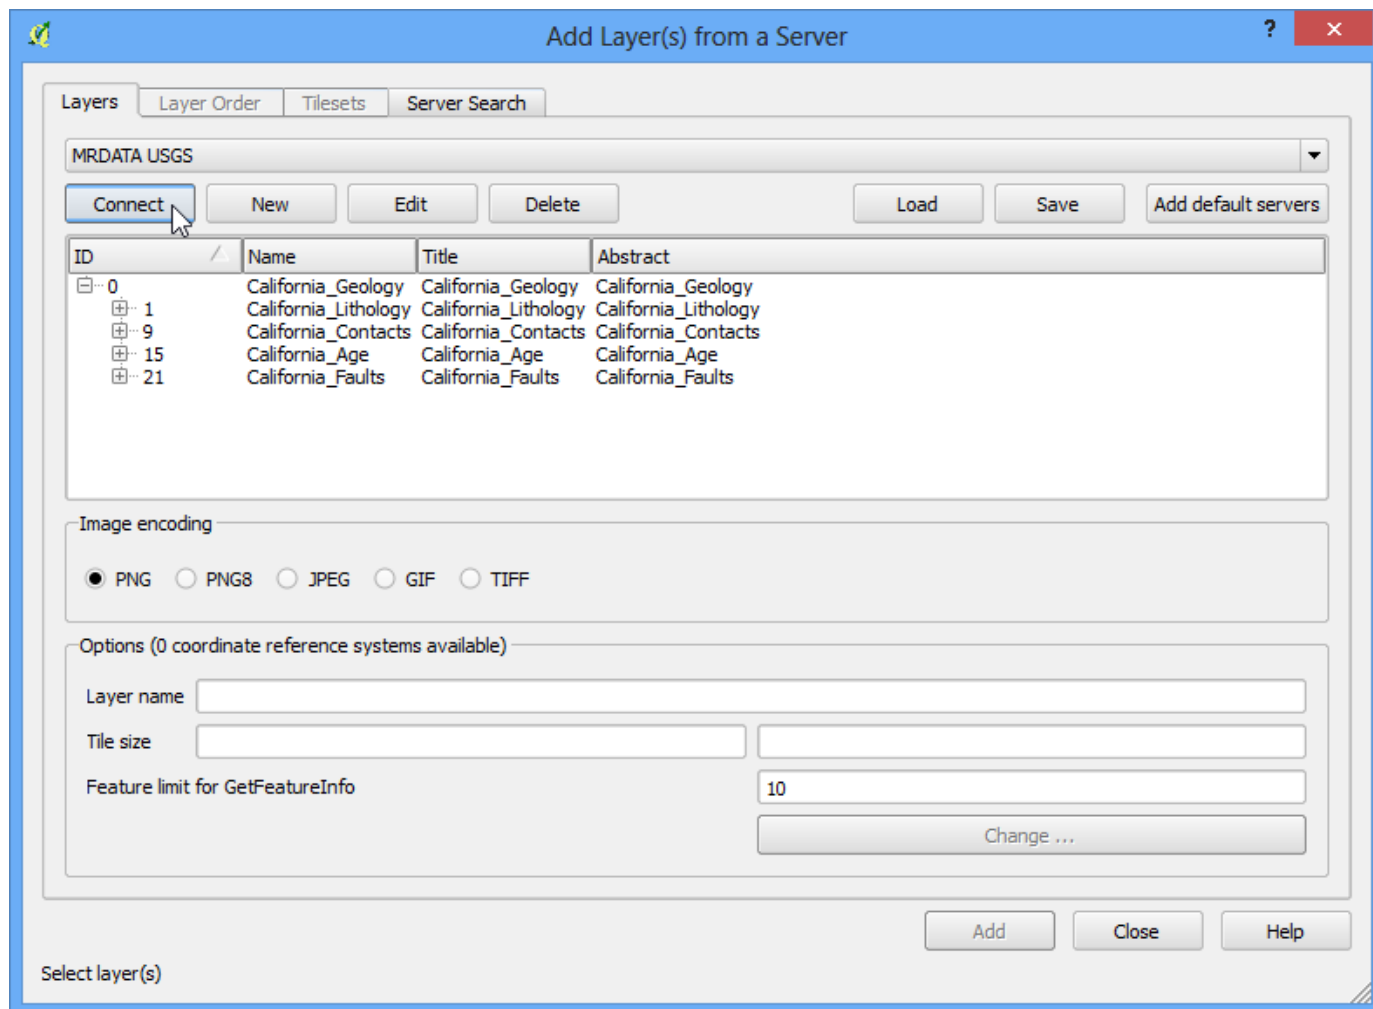 Add Layer(s) from a Server ?
Layers Layer Order Tilesets Server Search
MRDATA USGS
Connect New Edit Delete Load Save Add default servers
ID Name Title Abstract
0 California_Geology California_Geology California_Geology
1 California_Lithology California_Lithology California_Lithology
9 California_Contacts California_Contacts California_Contacts
15 California_Age California_Age California_Age
21 California_Faults California_Faults California_Faults
Image encoding
PNG PNG8 JPEG GIF TIFF
Options (0 coordinate reference systems available)
Layer name
Tile size
Feature limit for GetFeatureInfo 10
Change ...
Add Close Help
Select layer(s)